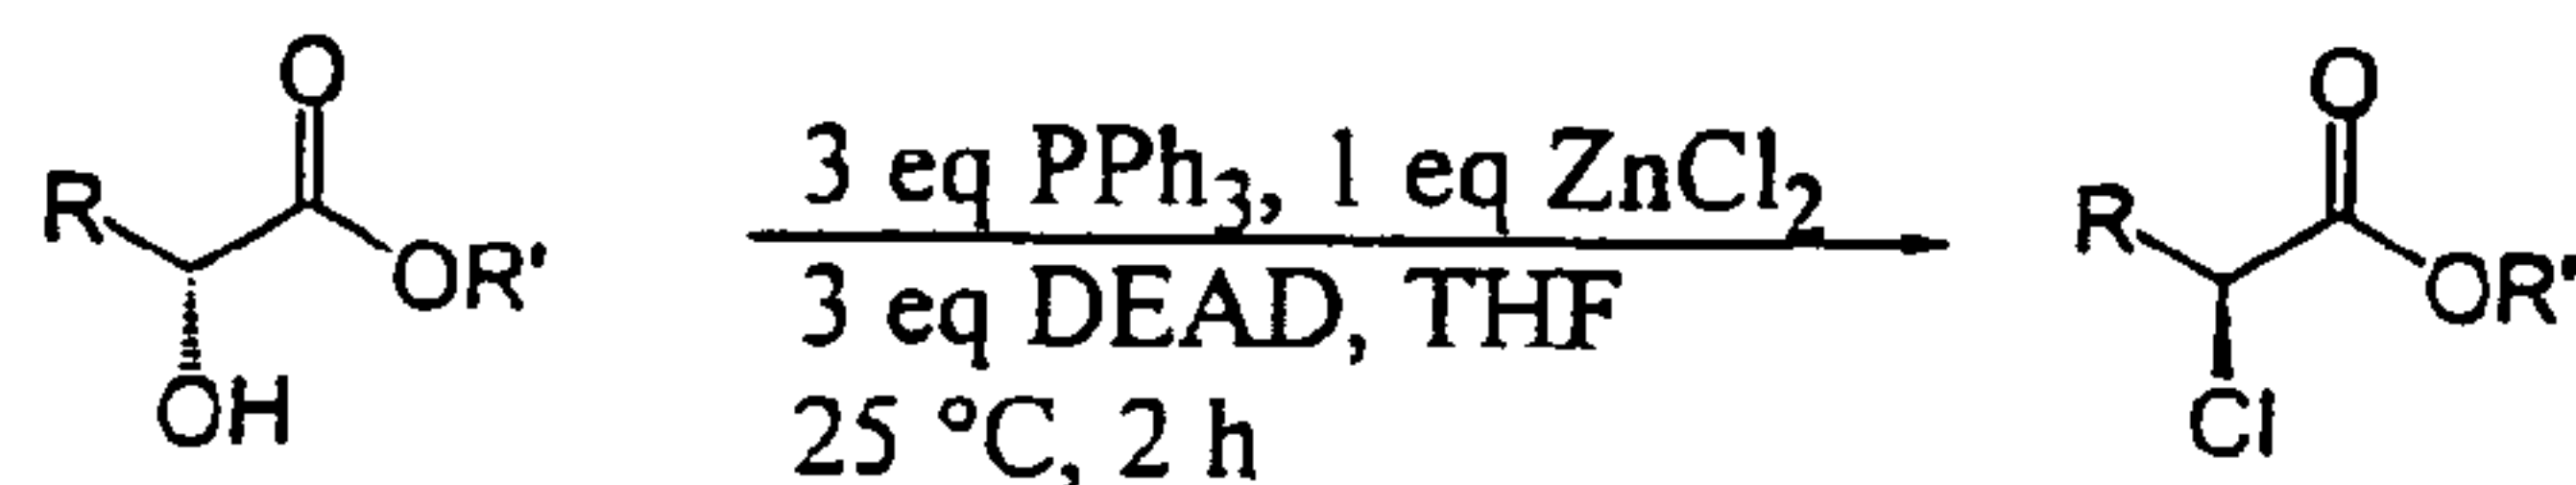 O
R
OR'
OH
3 eq PPh3, 1 eq ZnCl2
3 eq DEAD, THF
25 °C, 2 h
O
R
OR'
Cl